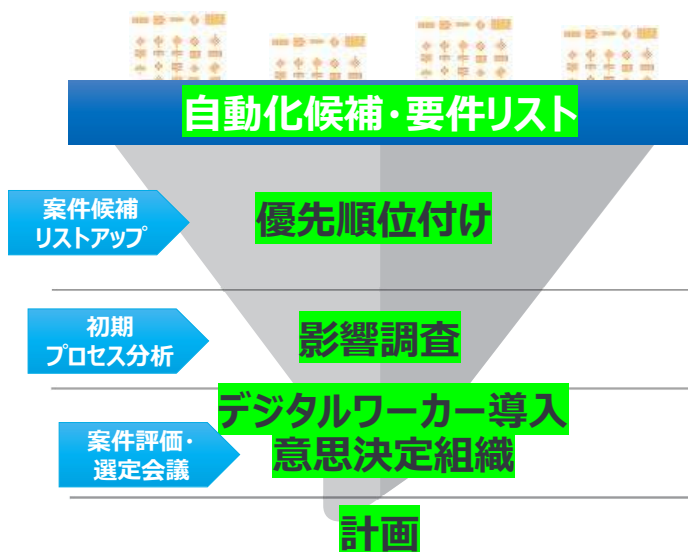 自動化候補・要件リスト
案件候補
リストアップ
優先順位付け
初期
プロセス分析
影響調査
案件評価・
選定会議
デジタルワーカー導入
意思決定組織
計画